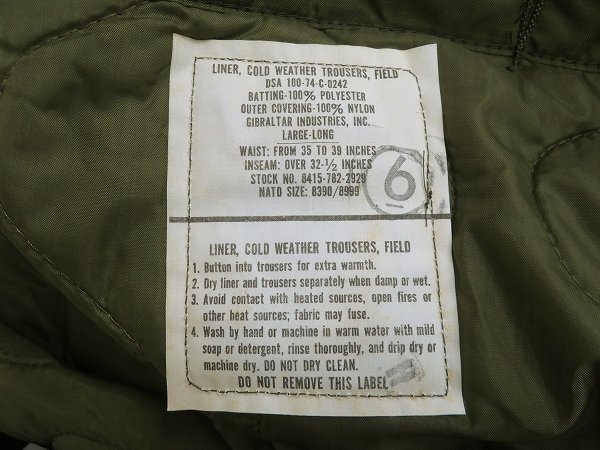 LINER, COLD WEATHER TROUSERS, FIELD
DSA 100-74-C-0242
BATTING-100% POLYESTER
OUTER COVERING-100% NYLON
GIBRALTAR INDUSTRIES, INC.
LARGE-LONG
WAIST: FROM 35 TO 39 INCHES
INSEAM: OVER 32-½ INCHES
STOCK NO. 8415-782-2929
NATO SIZE: 8390/8999
6
LINER, COLD WEATHER TROUSERS, FIELD
1. Button into trousers for extra warmth.
2. Dry liner and trousers separately when damp or wet.
3. Avoid contact with heated sources, open fires or
other heat sources; fabric may fuse.
4. Wash by hand or machine in warm water with mild
soap or detergent, rinse thoroughly, and drip dry or
machine dry. DO NOT DRY CLEAN.
DO NOT REMOVE THIS LABEL